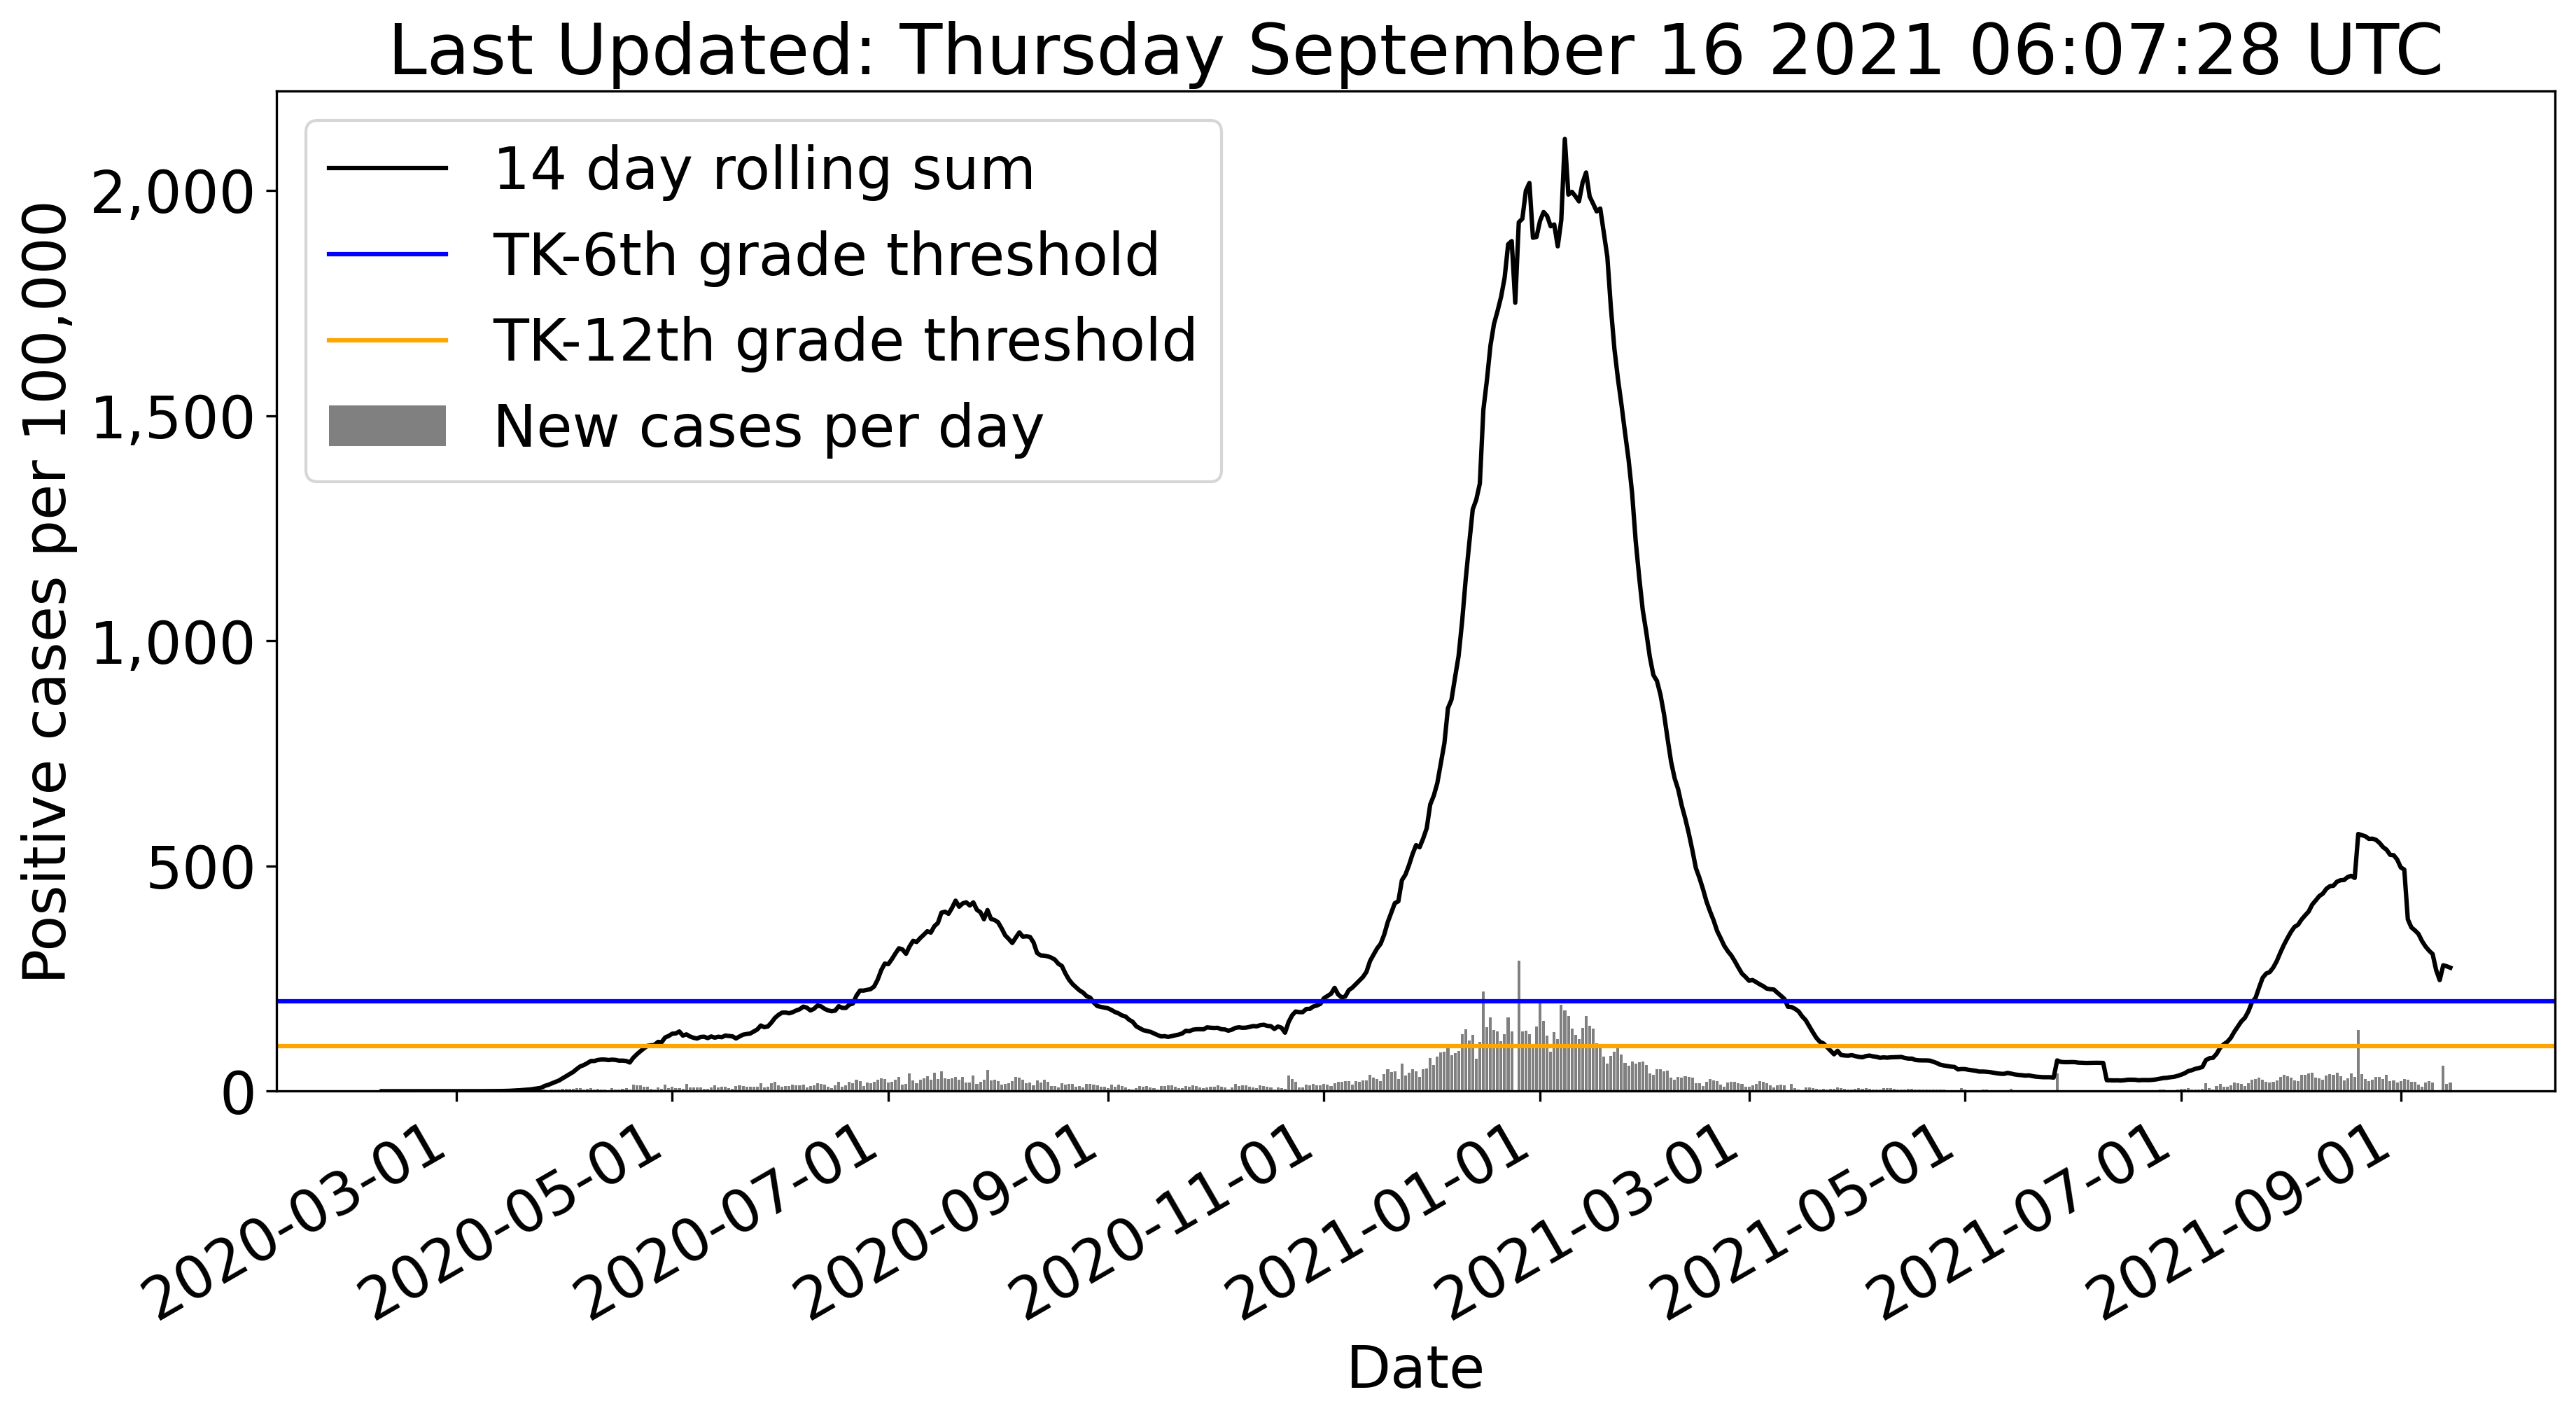 Last Updated: Thursday September 16 2021 06:07:28 UTC
14 day rolling sum
TK-6th grade threshold
TK-12th grade threshold
New cases per day
Positive cases per 100,000
2,000
1,500
1,000
500
0
2020-03-01
2020-05-01
2020-07-01
2020-09-01
2020-11-01
2021-01-01
2021-03-01
2021-05-01
2021-07-01
2021-09-01
Date